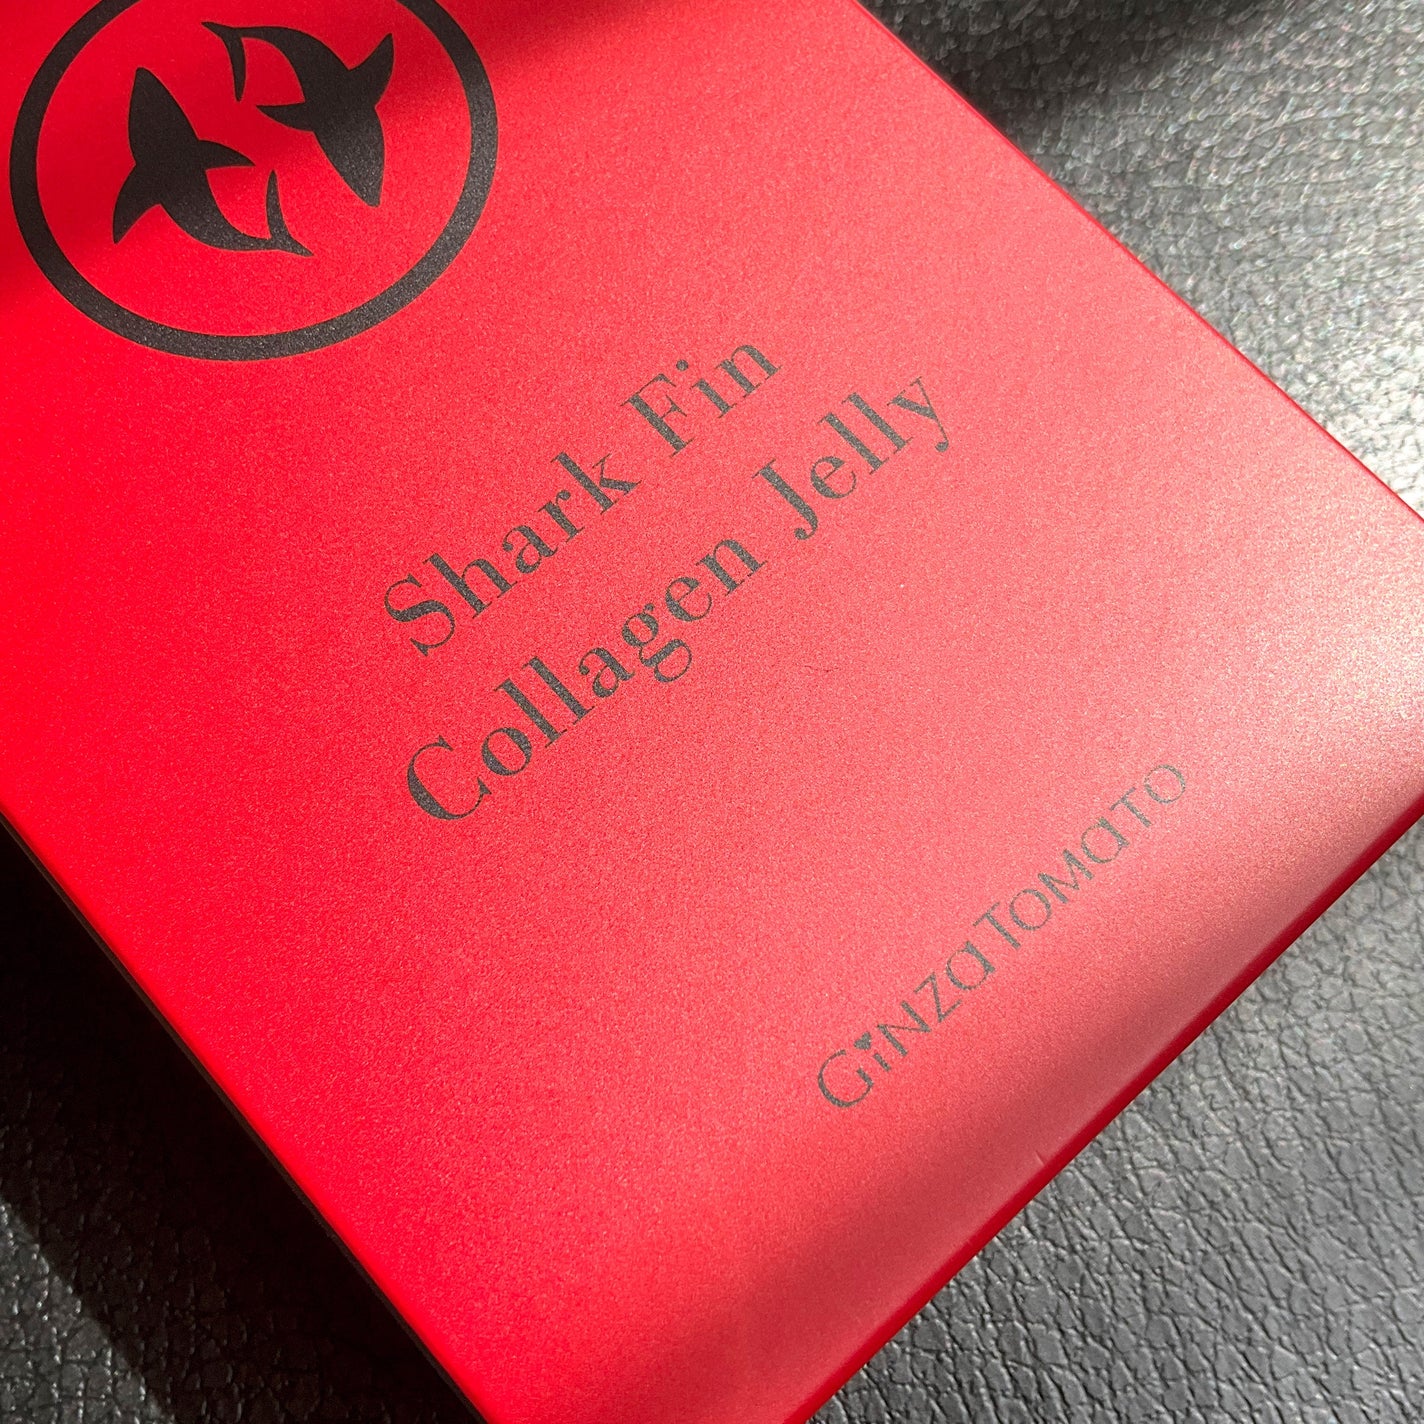 Shark Fin
Collagen Jelly
GiNZa TOMaTO